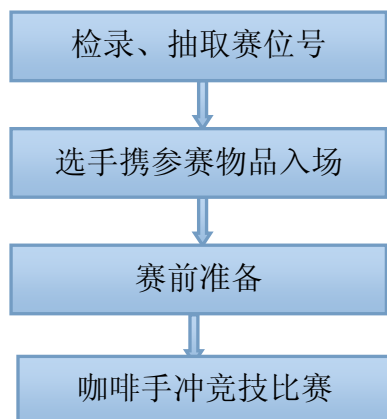 检录、抽取赛位号
选手携参赛物品入场
赛前准备
咖啡手冲竞技比赛